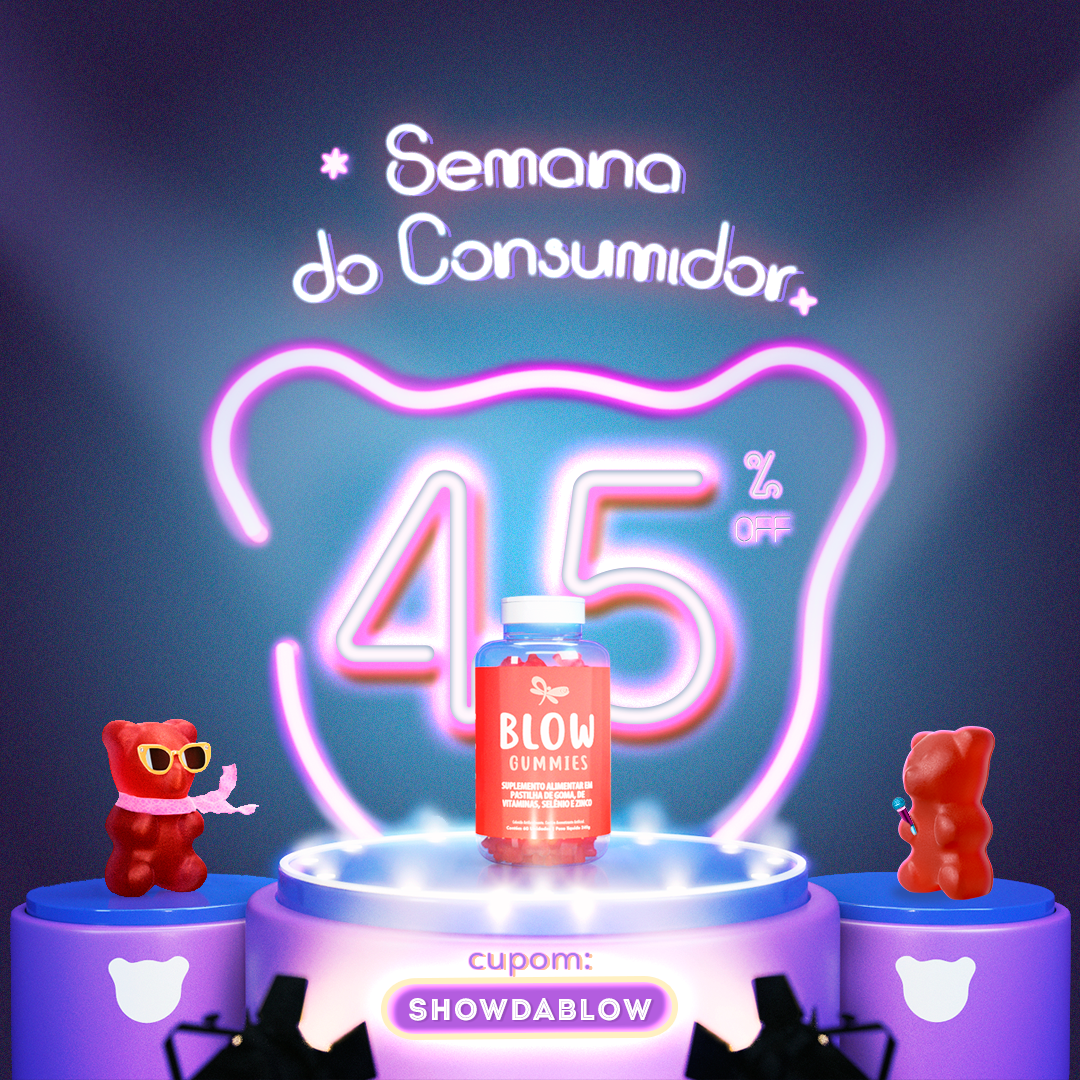 Semana
do Consumidor
45
%
OFF
BLOW
GUMMIES
SUPLEMENTO ALIMENTAR EM
PASTILHA DE GOMA, DE
VITAMINAS, SELÊNIO E ZINCO
cupom:
SHOWDABLOW